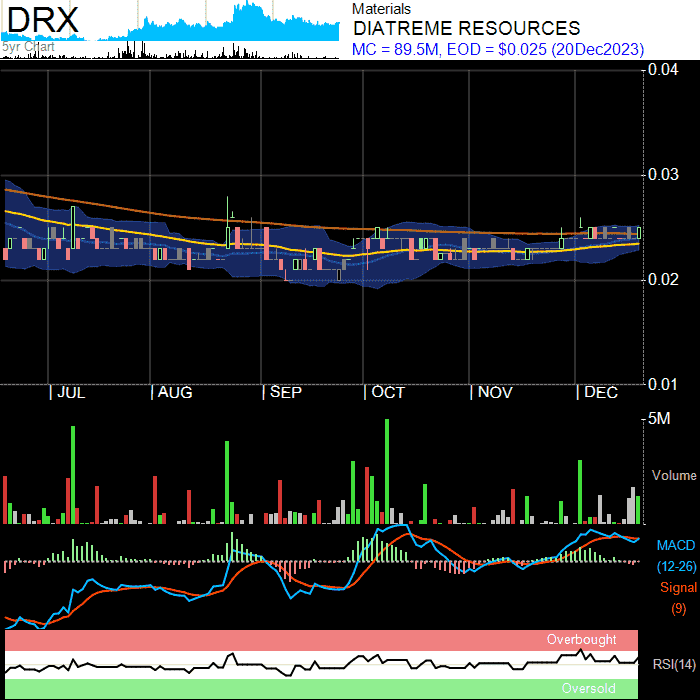 DRX
5yr Chart
Materials
DIATREME RESOURCES
MC = 89.5M, EOD = $0.025 (20Dec2023)
0.04
0.03
0.02
0.01
| JUL | AUG | SEP | OCT | NOV | DEC
5M
Volume
MACD
(12-26)
Signal
(9)
Overbought
RSI(14)
Oversold